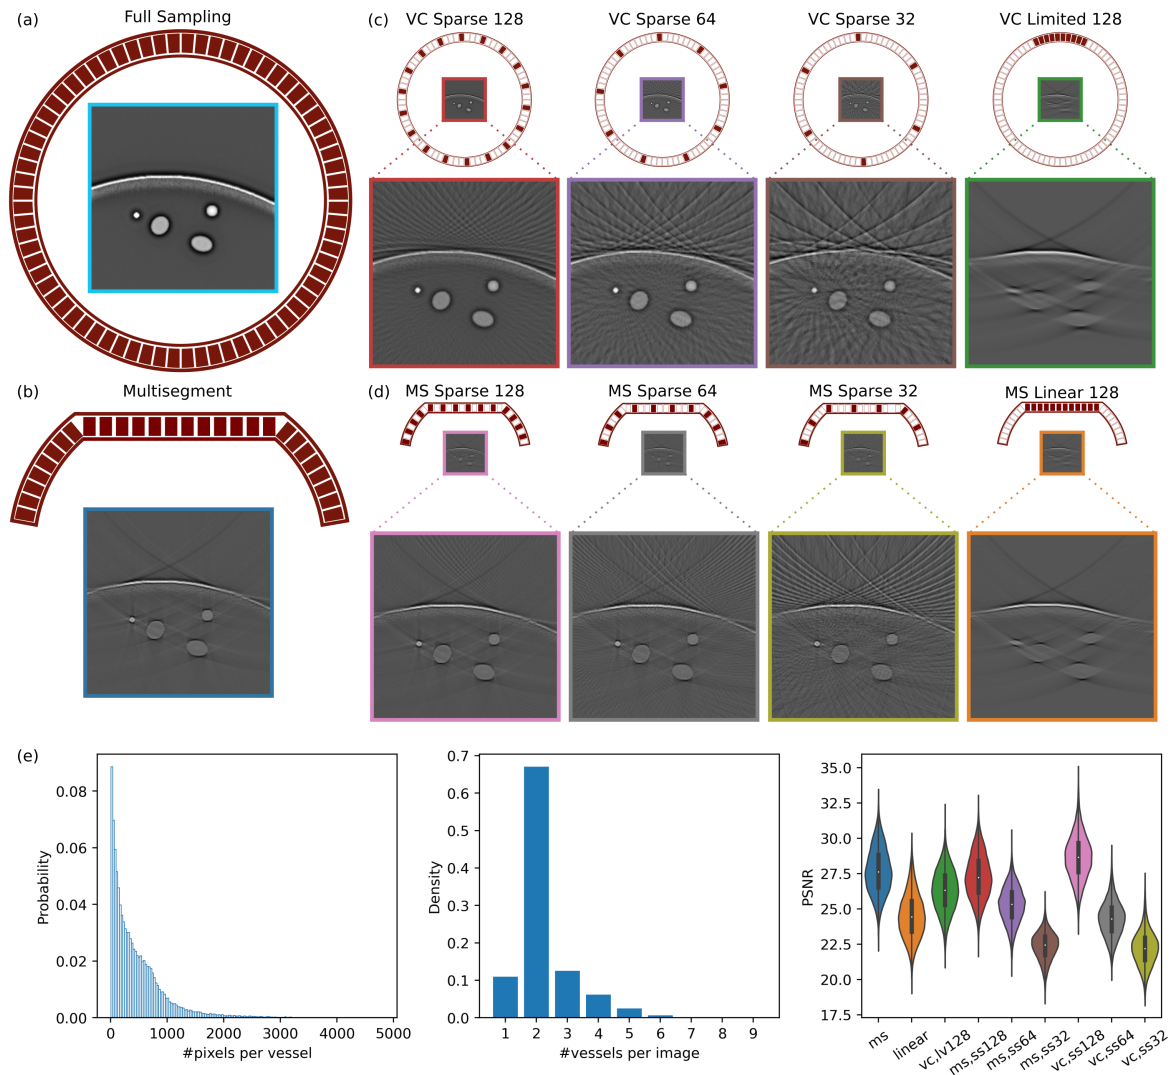 (a)
Full Sampling
(b)
Multisegment
(c)
VC Sparse 128
VC Sparse 64
VC Sparse 32
VC Limited 128
(d)
MS Sparse 128
MS Sparse 64
MS Sparse 32
MS Linear 128
(e)
Probability
0.08
0.06
0.04
0.02
0.00
0 1000 2000 3000 4000 5000
#pixels per vessel
Density
0.7
0.6
0.5
0.4
0.3
0.2
0.1
0.0
1 2 3 4 5 6 7 8 9
#vessels per image
PSNR
35.0
32.5
30.0
27.5
25.0
22.5
20.0
17.5
ms linear vc,lv128 ms,ss128 ms,ss64 ms,ss32 vc,ss128 vc,ss64 vc,ss32